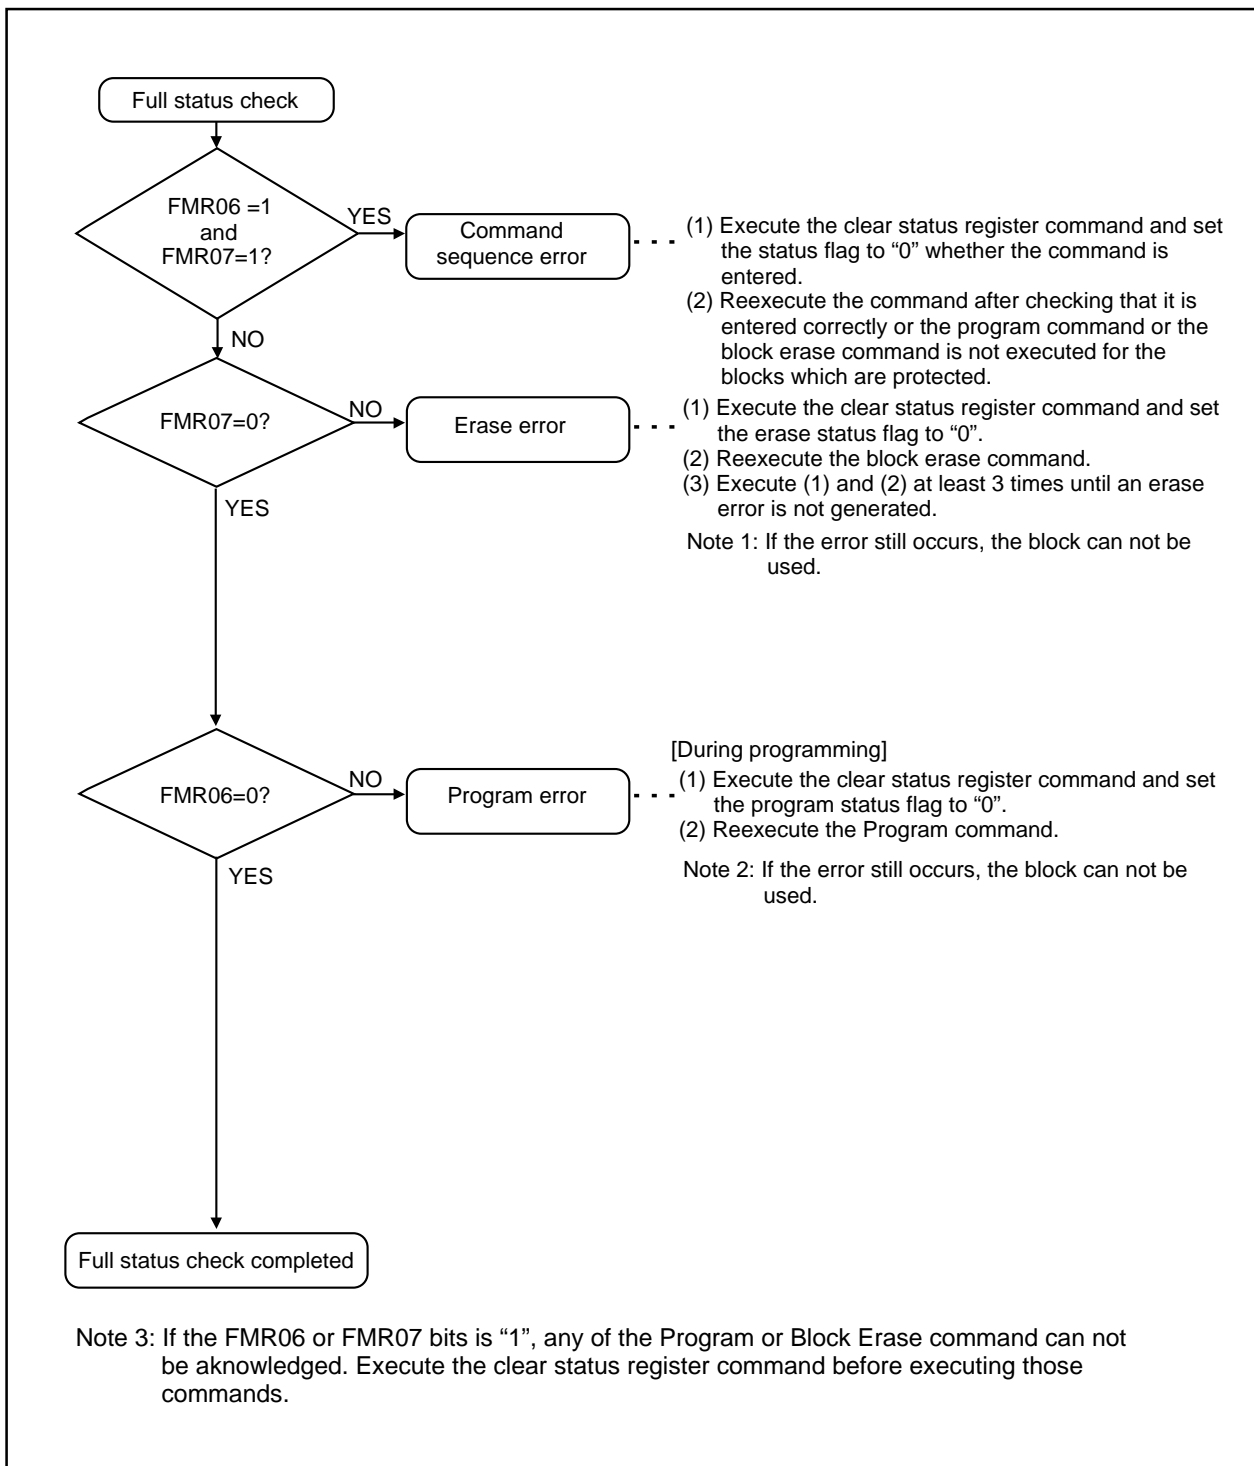 Full status check
FMR06 =1
and
FMR07=1?
YES
Command
sequence error
(1) Execute the clear status register command and set
the status flag to “0” whether the command is
entered.
(2) Reexecute the command after checking that it is
entered correctly or the program command or the
block erase command is not executed for the
blocks which are protected.
NO
FMR07=0?
NO
Erase error
(1) Execute the clear status register command and set
the erase status flag to “0”.
(2) Reexecute the block erase command.
(3) Execute (1) and (2) at least 3 times until an erase
error is not generated.
Note 1: If the error still occurs, the block can not be
used.
YES
FMR06=0?
NO
Program error
[During programming]
(1) Execute the clear status register command and set
the program status flag to “0”.
(2) Reexecute the Program command.
Note 2: If the error still occurs, the block can not be
used.
YES
Full status check completed
Note 3: If the FMR06 or FMR07 bits is “1”, any of the Program or Block Erase command can not
be aknowledged. Execute the clear status register command before executing those
commands.